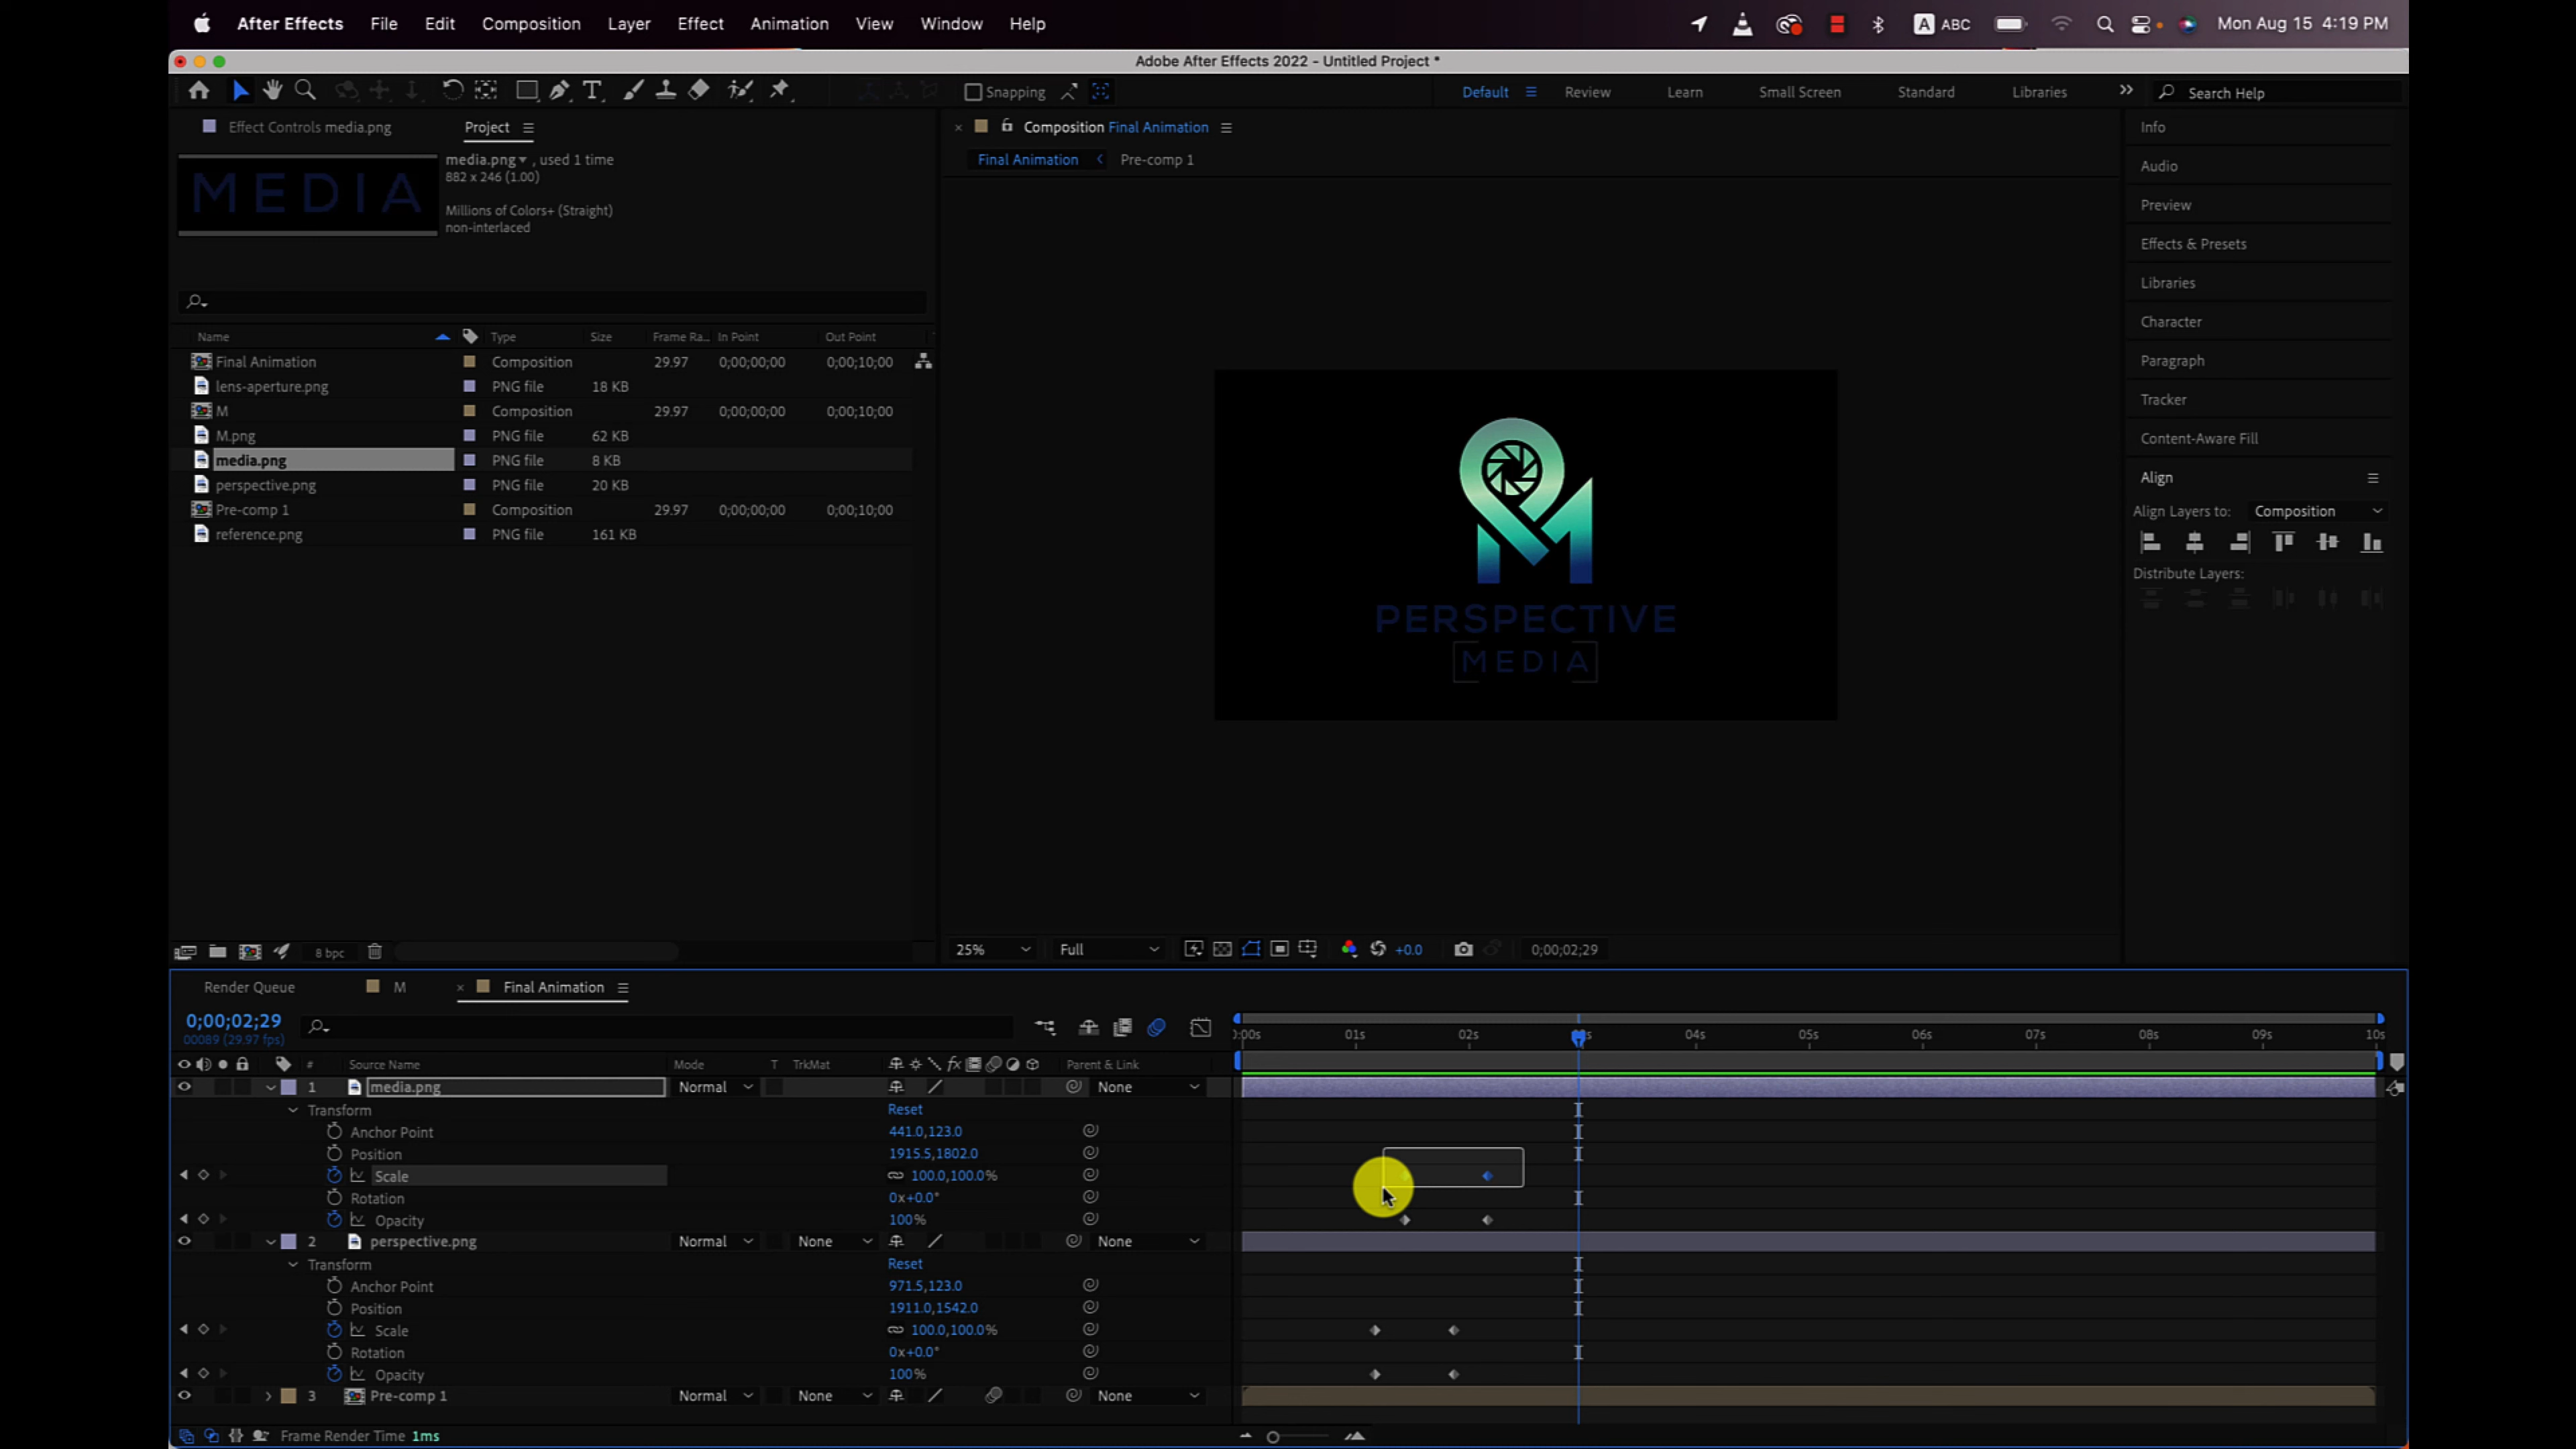 After Effects File Edit Composition Layer Effect Animation View Window Help A ABC Mon Aug 15 4:19 PM
Adobe After Effects 2022 - Untitled Project *
Snapping Default Review Learn Small Screen Standard Libraries Search Help
Effect Controls media.png Project
media.png , used 1 time
882 x 246 (1.00)
Millions of Colors+ (Straight)
non-interlaced
MEDIA
Name Type Size Frame Ra... In Point Out Point
Final Animation Composition 29.97 0;00;00;00 0;00;10;00
lens-aperture.png PNG file 18 KB
M Composition 29.97 0;00;00;00 0;00;10;00
M.png PNG file 62 KB
media.png PNG file 8 KB
perspective.png PNG file 20 KB
Pre-comp 1 Composition 29.97 0;00;00;00 0;00;10;00
reference.png PNG file 161 KB
8 bpc
Composition Final Animation
Final Animation Pre-comp 1
PERSPECTIVE
MEDIA
25% Full +0.0 0;00;02;29
Info
Audio
Preview
Effects & Presets
Libraries
Character
Paragraph
Tracker
Content-Aware Fill
Align
Align Layers to: Composition
Distribute Layers:
Render Queue M Final Animation
0;00;02;29
00089 (29.97 fps)
:00s 01s 02s 04s 05s 06s 07s 08s 09s 10s
# Source Name Mode T TrkMat fx Parent & Link
1 media.png Normal None
Transform Reset
Anchor Point 441.0,123.0
Position 1915.5,1802.0
Scale 100.0,100.0%
Rotation 0x+0.0°
Opacity 100%
2 perspective.png Normal None None
Transform Reset
Anchor Point 971.5,123.0
Position 1911.0,1542.0
Scale 100.0,100.0%
Rotation 0x+0.0°
Opacity 100%
3 Pre-comp 1 Normal None None
Frame Render Time 1ms